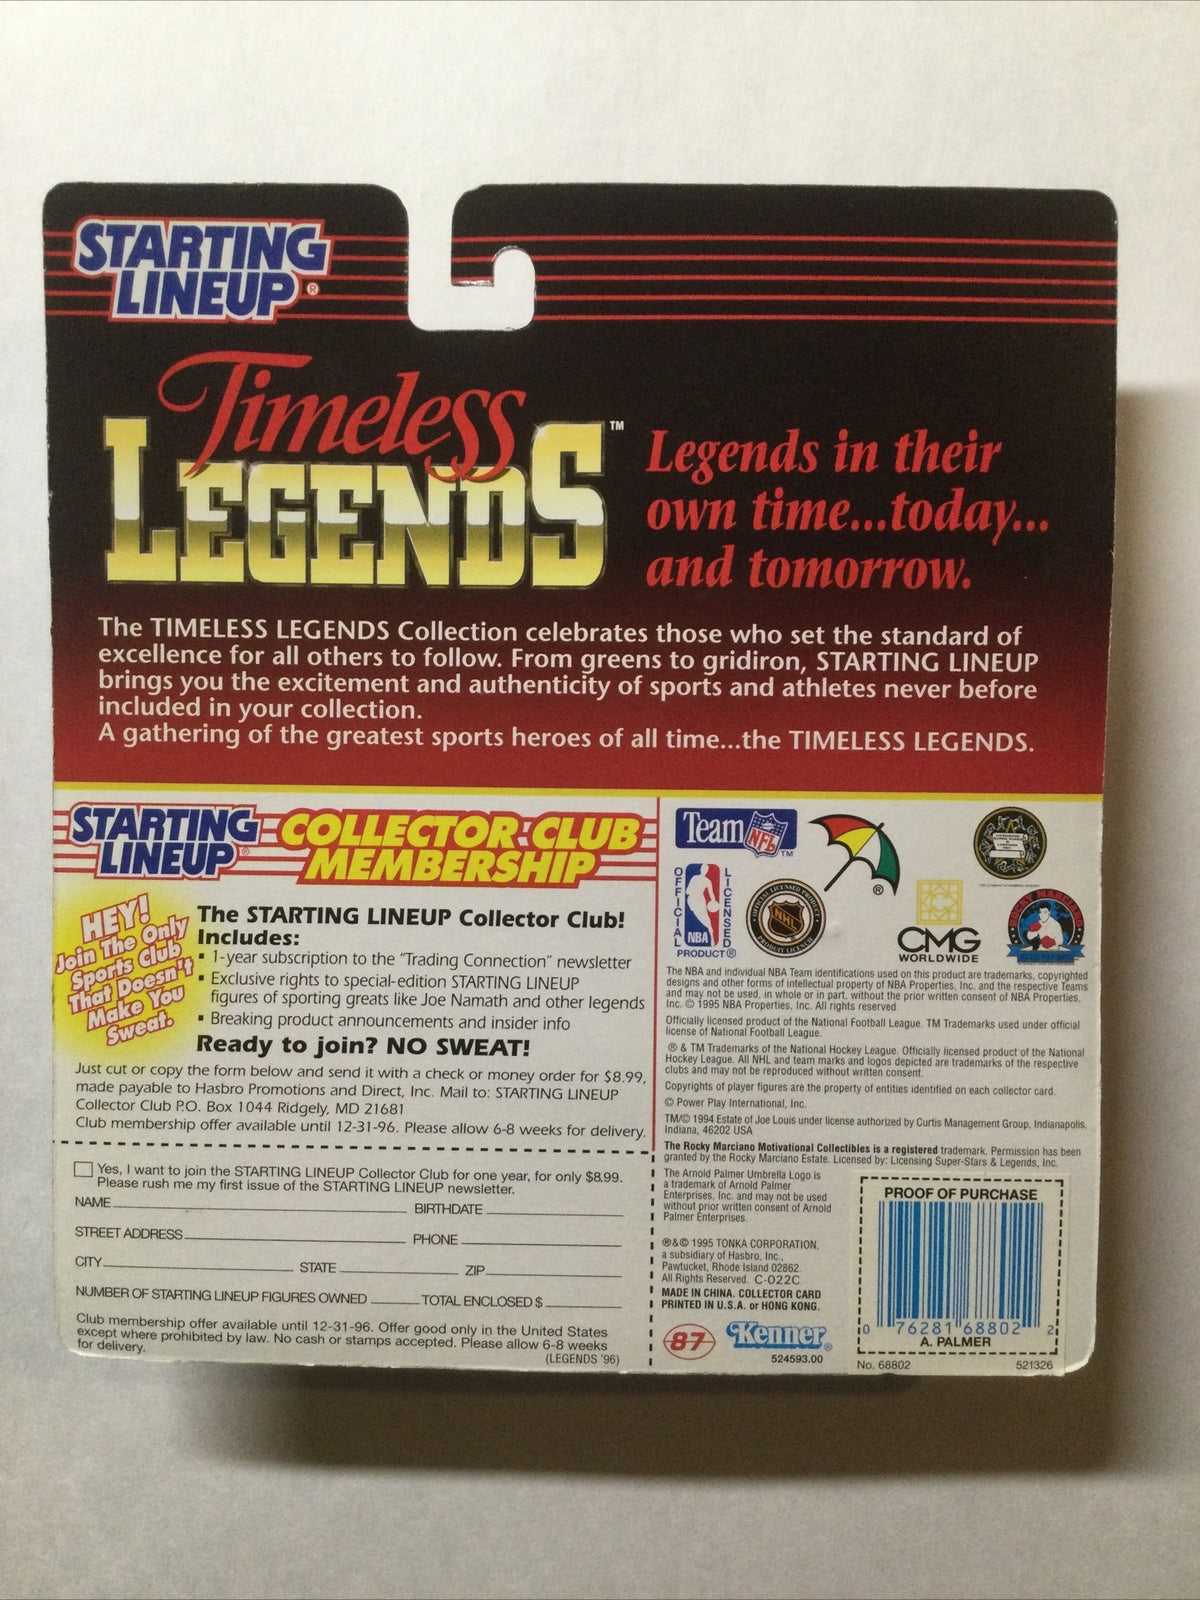 STARTING
LINEUP®
Timeless
LEGENDS™
Legends in their
own time...today...
and tomorrow.
The TIMELESS LEGENDS Collection celebrates those who set the standard of
excellence for all others to follow. From greens to gridiron, STARTING LINEUP
brings you the excitement and authenticity of sports and athletes never before
included in your collection.
A gathering of the greatest sports heroes of all time...the TIMELESS LEGENDS.
STARTING
LINEUP®
COLLECTOR CLUB
MEMBERSHIP
HEY!
Join The Only
Sports Club
That Doesn't
Make You
Sweat.
The STARTING LINEUP Collector Club!
Includes:
▪ 1-year subscription to the "Trading Connection" newsletter
▪ Exclusive rights to special-edition STARTING LINEUP
figures of sporting greats like Joe Namath and other legends
▪ Breaking product announcements and insider info
Ready to join? NO SWEAT!
Just cut or copy the form below and send it with a check or money order for $8.99,
made payable to Hasbro Promotions and Direct, Inc. Mail to: STARTING LINEUP
Collector Club P.O. Box 1044 Ridgely, MD 21681
Club membership offer available until 12-31-96. Please allow 6-8 weeks for delivery.
Yes, I want to join the STARTING LINEUP Collector Club for one year, for only $8.99.
Please rush me my first issue of the STARTING LINEUP newsletter.
NAME BIRTHDATE
STREET ADDRESS PHONE
CITY STATE ZIP
NUMBER OF STARTING LINEUP FIGURES OWNED TOTAL ENCLOSED $
Club membership offer available until 12-31-96. Offer good only in the United States
except where prohibited by law. No cash or stamps accepted. Please allow 6-8 weeks
for delivery.
(LEGENDS '96)
Team NFL™
®
OFFICIAL LICENSED
NBA
PRODUCT®
OFFICIAL LICENSED PRODUCT
NHL
CMG
WORLDWIDE
ROCKY MARCIANO
The NBA and individual NBA Team identifications used on this product are trademarks, copyrighted
designs and other forms of intellectual property of NBA Properties, Inc. and the respective Teams
and may not be used, in whole or in part, without the prior written consent of NBA Properties,
Inc. © 1995 NBA Properties, Inc. All rights reserved.
Officially licensed product of the National Football League. TM Trademarks used under official
license of National Football League.
® & TM Trademarks of the National Hockey League. Officially licensed product of the National
Hockey League. All NHL and team marks and logos depicted are trademarks of the respective
clubs and may not be reproduced without written consent.
Copyrights of player figures are the property of entities identified on each collector card.
© Power Play International, Inc.
TM/© 1994 Estate of Joe Louis under license authorized by Curtis Management Group, Indianapolis,
Indiana, 46202 USA
The Rocky Marciano Motivational Collectibles is a registered trademark. Permission has been
granted by the Rocky Marciano Estate. Licensed by: Licensing Super-Stars & Legends, Inc.
The Arnold Palmer Umbrella Logo is
a trademark of Arnold Palmer
Enterprises, Inc. and may not be used
without prior written consent of Arnold
Palmer Enterprises.
®&© 1995 TONKA CORPORATION,
a subsidiary of Hasbro, Inc.,
Pawtucket, Rhode Island 02862.
All Rights Reserved. C-022C
MADE IN CHINA. COLLECTOR CARD
PRINTED IN U.S.A. or HONG KONG.
87
Kenner®
524593.00
PROOF OF PURCHASE
0 76281 68802 2
A. PALMER
No. 68802 521326